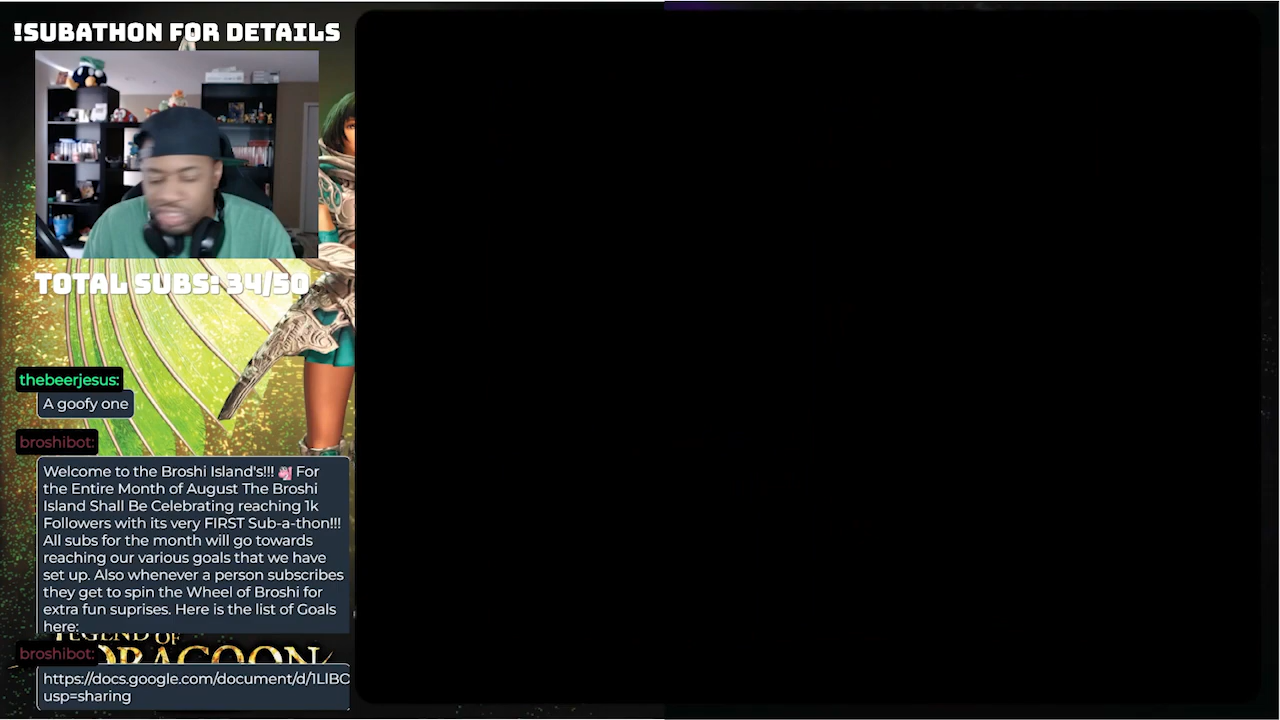 !SUBATHON FOR DETAILS
TOTAL SUBS: 34/50
thebeerjesus:
A goofy one
broshibot:
Welcome to the Broshi Island's!!! For
the Entire Month of August The Broshi
Island Shall Be Celebrating reaching 1k
Followers with its very FIRST Sub-a-thon!!!
All subs for the month will go towards
reaching our various goals that we have
set up. Also whenever a person subscribes
they get to spin the Wheel of Broshi for
extra fun suprises. Here is the list of Goals
here:
LEGEND OF
broshibot:
DRAGOON
https://docs.google.com/document/d/1LIBC
usp=sharing